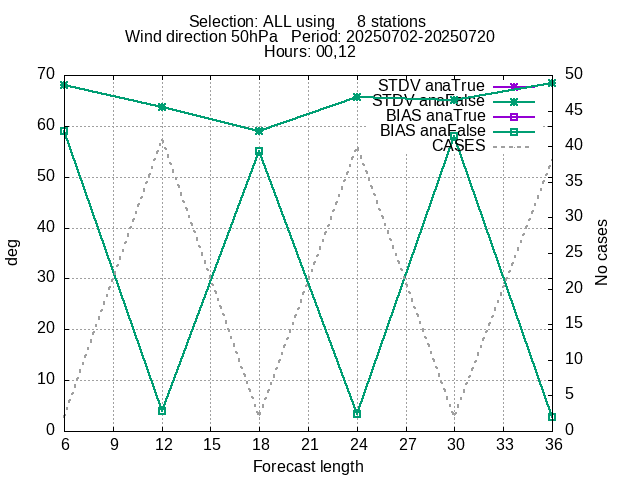 Selection: ALL using     8 stations
Wind direction 50hPa   Period: 20250702-20250720
Hours: 00,12
70 50
STDV anaTrue
STDV anaFalse
45
BIAS anaTrue
60
BIAS anaFalse
40
CASES
50 35
40 30
deg
No cases
25
30
20
20 15
10
10
5
0 0
6 9 12 15 18 21 24 27 30 33 36
Forecast length